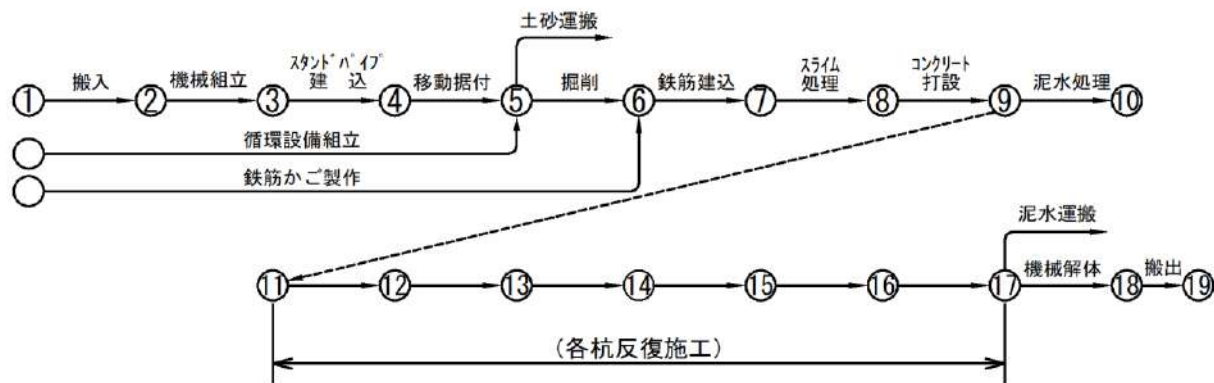 土砂運搬
搬入
機械組立
ｽﾀﾝﾄﾞﾊﾟｲﾌﾟ
建 込
移動据付
掘削
鉄筋建込
ｽﾗｲﾑ
処理
ｺﾝｸﾘｰﾄ
打設
泥水処理
① ② ③ ④ ⑤ ⑥ ⑦ ⑧ ⑨ ⑩
循環設備組立
鉄筋かご製作
泥水運搬
機械解体
搬出
⑪ ⑫ ⑬ ⑭ ⑮ ⑯ ⑰ ⑱ ⑲
(各杭反復施工)